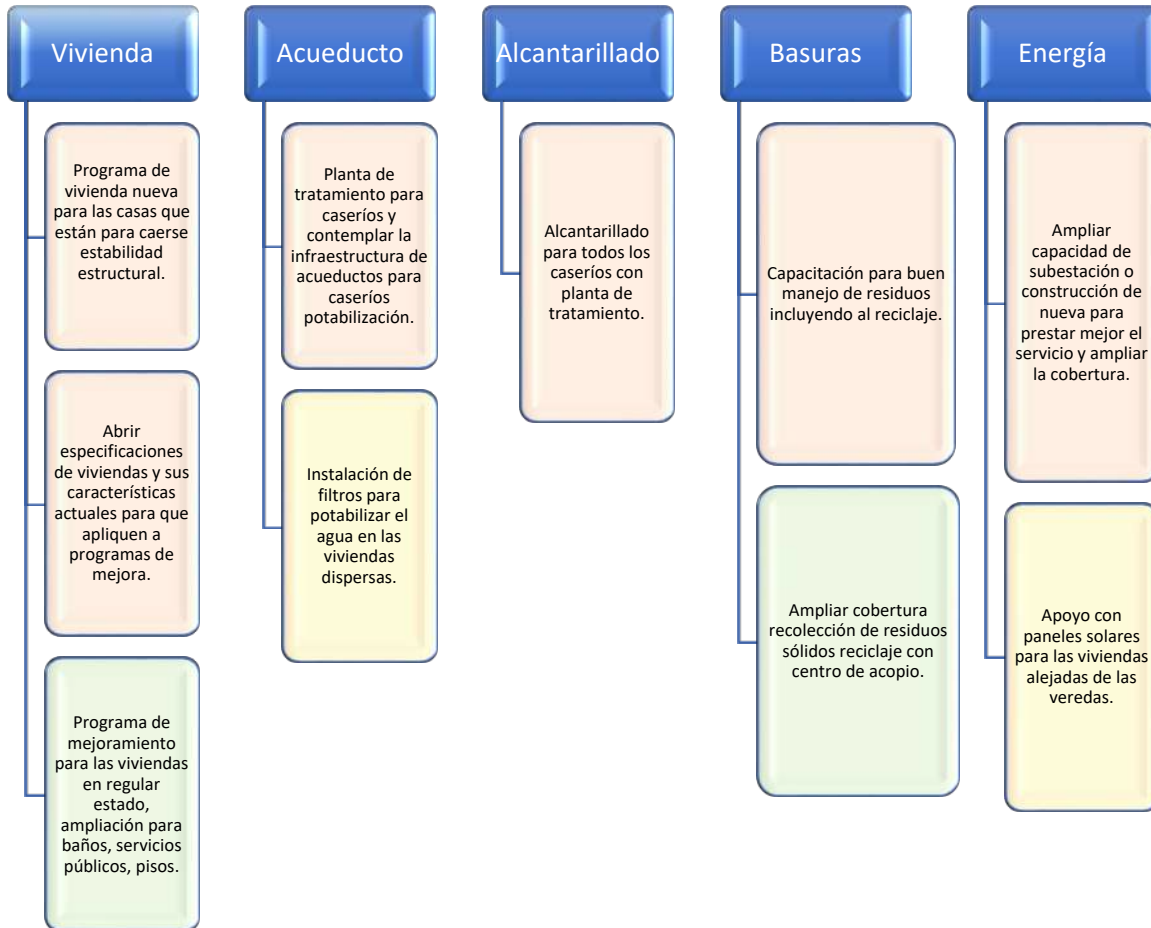 Vivienda
Programa de
vivienda nueva
para las casas que
están para caerse
estabilidad
estructural.
Abrir
especificaciones
de viviendas y sus
características
actuales para que
apliquen a
programas de
mejora.
Programa de
mejoramiento
para las viviendas
en regular
estado,
ampliación para
baños, servicios
públicos, pisos.
Acueducto
Planta de
tratamiento para
caseríos y
contemplar la
infraestructura de
acueductos para
caseríos
potabilización.
Instalación de
filtros para
potabilizar el
agua en las
viviendas
dispersas.
Alcantarillado
Alcantarillado
para todos los
caseríos con
planta de
tratamiento.
Basuras
Capacitación para buen
manejo de residuos
incluyendo al reciclaje.
Ampliar cobertura
recolección de residuos
sólidos reciclaje con
centro de acopio.
Energía
Ampliar
capacidad de
subestación o
construcción de
nueva para
prestar mejor el
servicio y ampliar
la cobertura.
Apoyo con
paneles solares
para las viviendas
alejadas de las
veredas.